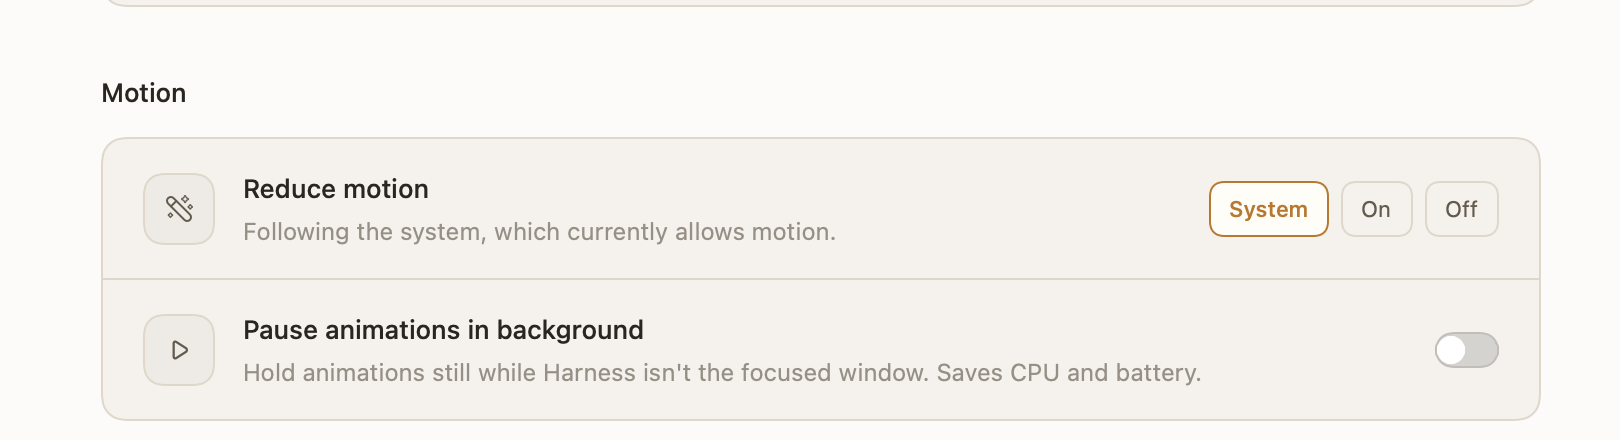 Motion
Reduce motion
Following the system, which currently allows motion.
System
On
Off
Pause animations in background
Hold animations still while Harness isn't the focused window. Saves CPU and battery.